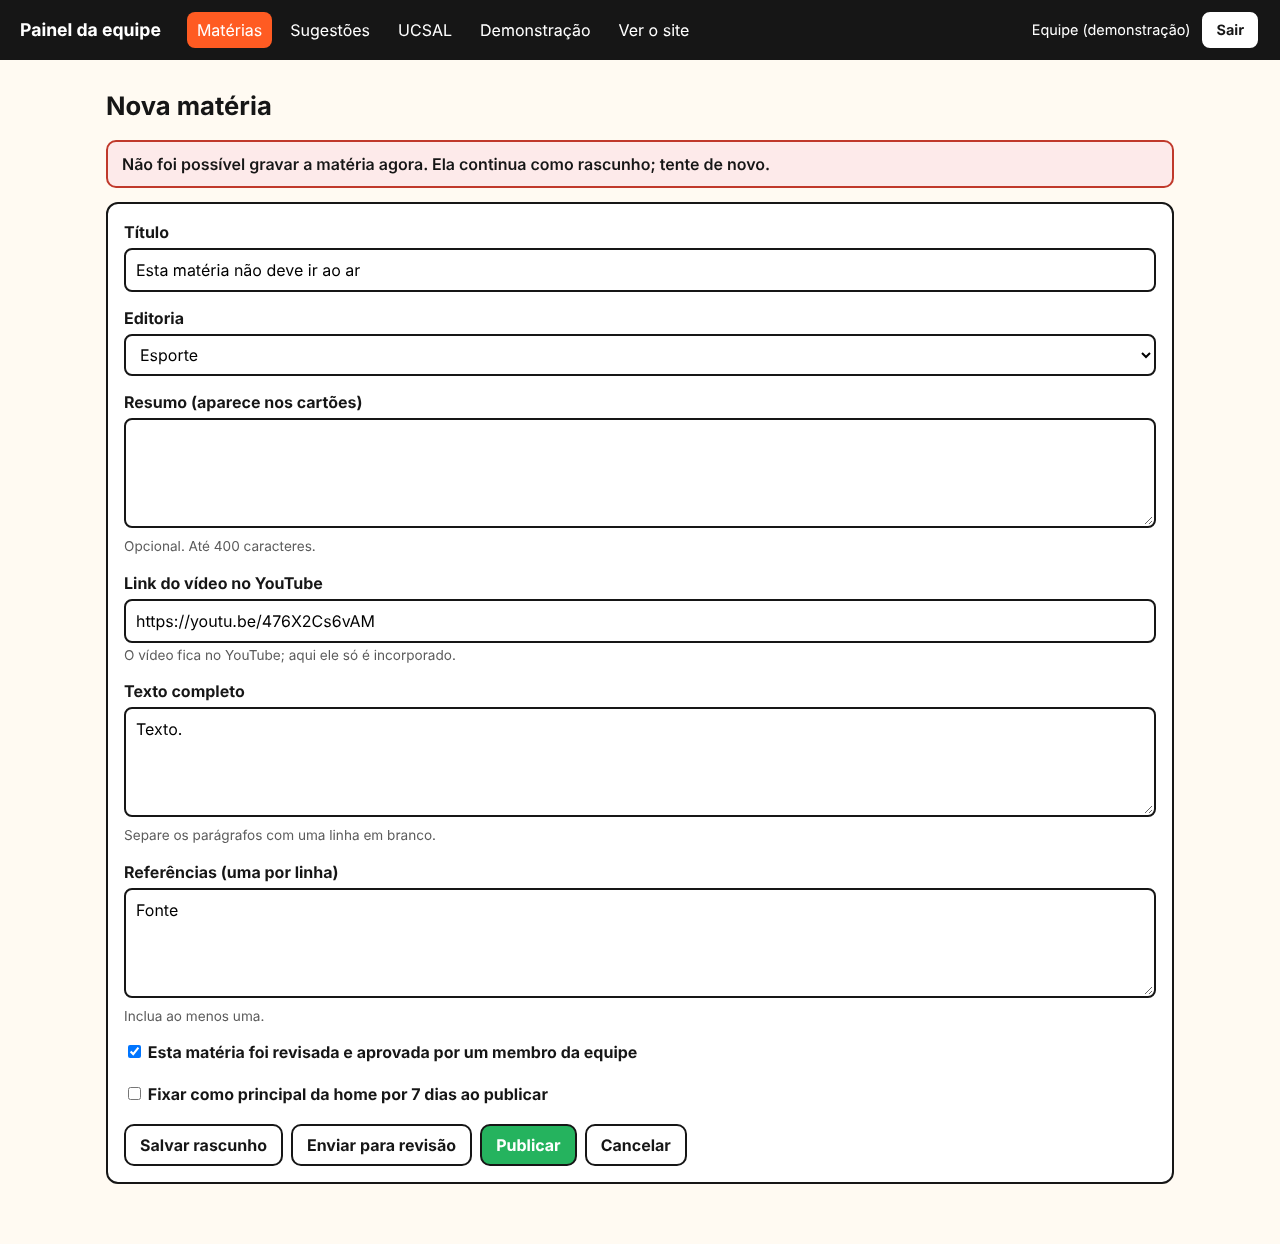 Painel da equipe
Matérias
Sugestões
UCSAL
Demonstração
Ver o site
Equipe (demonstração)
Sair
Nova matéria
Não foi possível gravar a matéria agora. Ela continua como rascunho; tente de novo.
Título
Esta matéria não deve ir ao ar
Editoria
Esporte
Resumo (aparece nos cartões)
Opcional. Até 400 caracteres.
Link do vídeo no YouTube
https://youtu.be/476X2Cs6vAM
O vídeo fica no YouTube; aqui ele só é incorporado.
Texto completo
Texto.
Separe os parágrafos com uma linha em branco.
Referências (uma por linha)
Fonte
Inclua ao menos uma.
Esta matéria foi revisada e aprovada por um membro da equipe
Fixar como principal da home por 7 dias ao publicar
Salvar rascunho
Enviar para revisão
Publicar
Cancelar